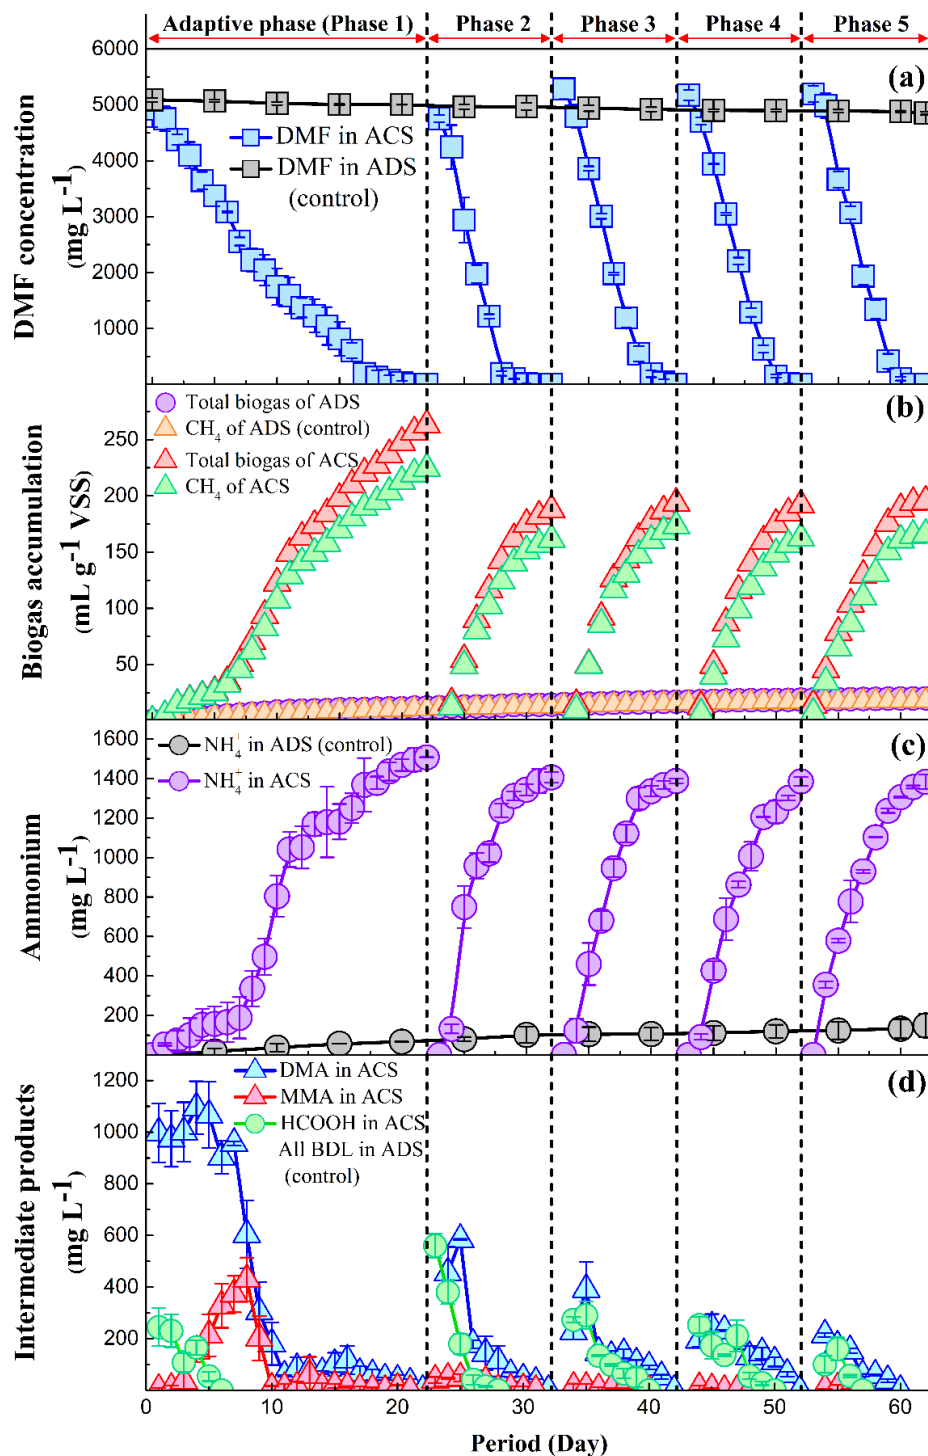 Adaptive phase (Phase 1) Phase 2 Phase 3 Phase 4 Phase 5
(a)
6000
5000
4000
3000
2000
1000
DMF concentration
(mg L⁻¹)
DMF in ACS
DMF in ADS
(control)
(b)
250
200
150
100
50
Biogas accumulation
(mL g⁻¹ VSS)
Total biogas of ADS
CH₄ of ADS (control)
Total biogas of ACS
CH₄ of ACS
(c)
1600
1400
1200
1000
800
600
400
200
0
Ammonium
(mg L⁻¹)
NH₄⁺ in ADS (control)
NH₄⁺ in ACS
(d)
1200
1000
800
600
400
200
Intermediate products
(mg L⁻¹)
DMA in ACS
MMA in ACS
HCOOH in ACS
All BDL in ADS
(control)
0 10 20 30 40 50 60
Period (Day)